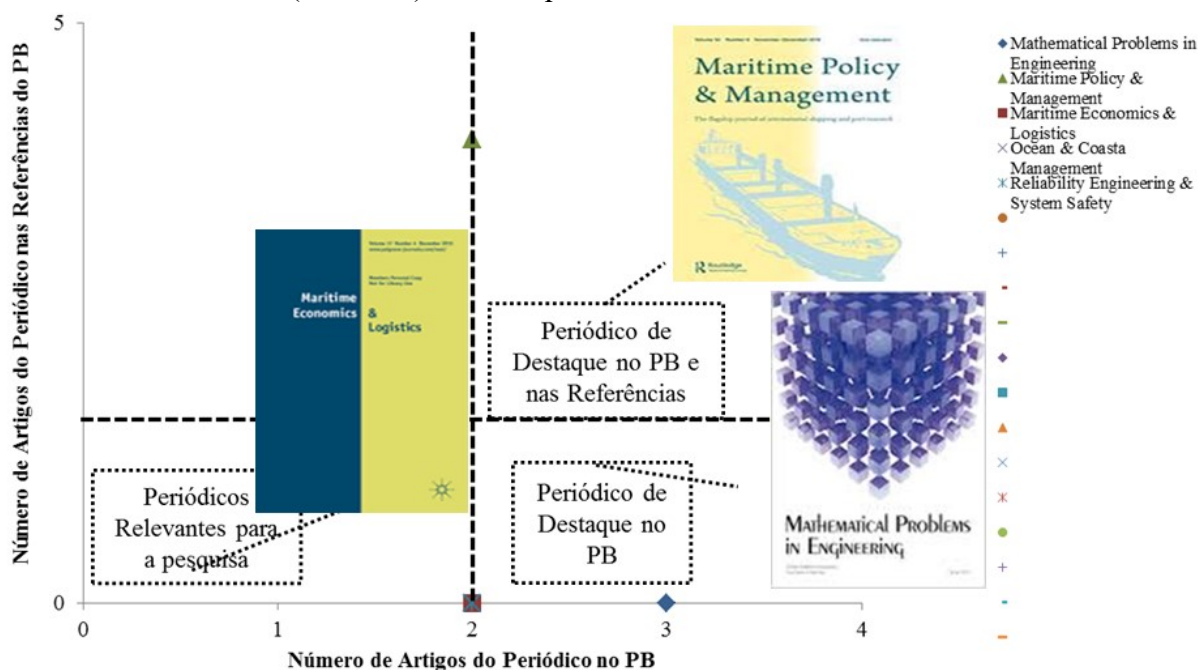 5
Número de Artigos do Periódico nas Referências do PB
Maritime Policy
& Management
The flagship journal of international shipping and port research
Routledge
Mathematical Problems in
Engineering
Maritime Policy &
Management
Maritime Economics &
Logistics
Ocean & Coasta
Management
Reliability Engineering &
System Safety
Maritime
Economics
&
Logistics
Periódico de
Destaque no PB e
nas Referências
Periódicos
Relevantes para
a pesquisa
Periódico de
Destaque no
PB
MATHEMATICAL PROBLEMS
IN ENGINEERING
0
0 1 2 3 4
Número de Artigos do Periódico no PB